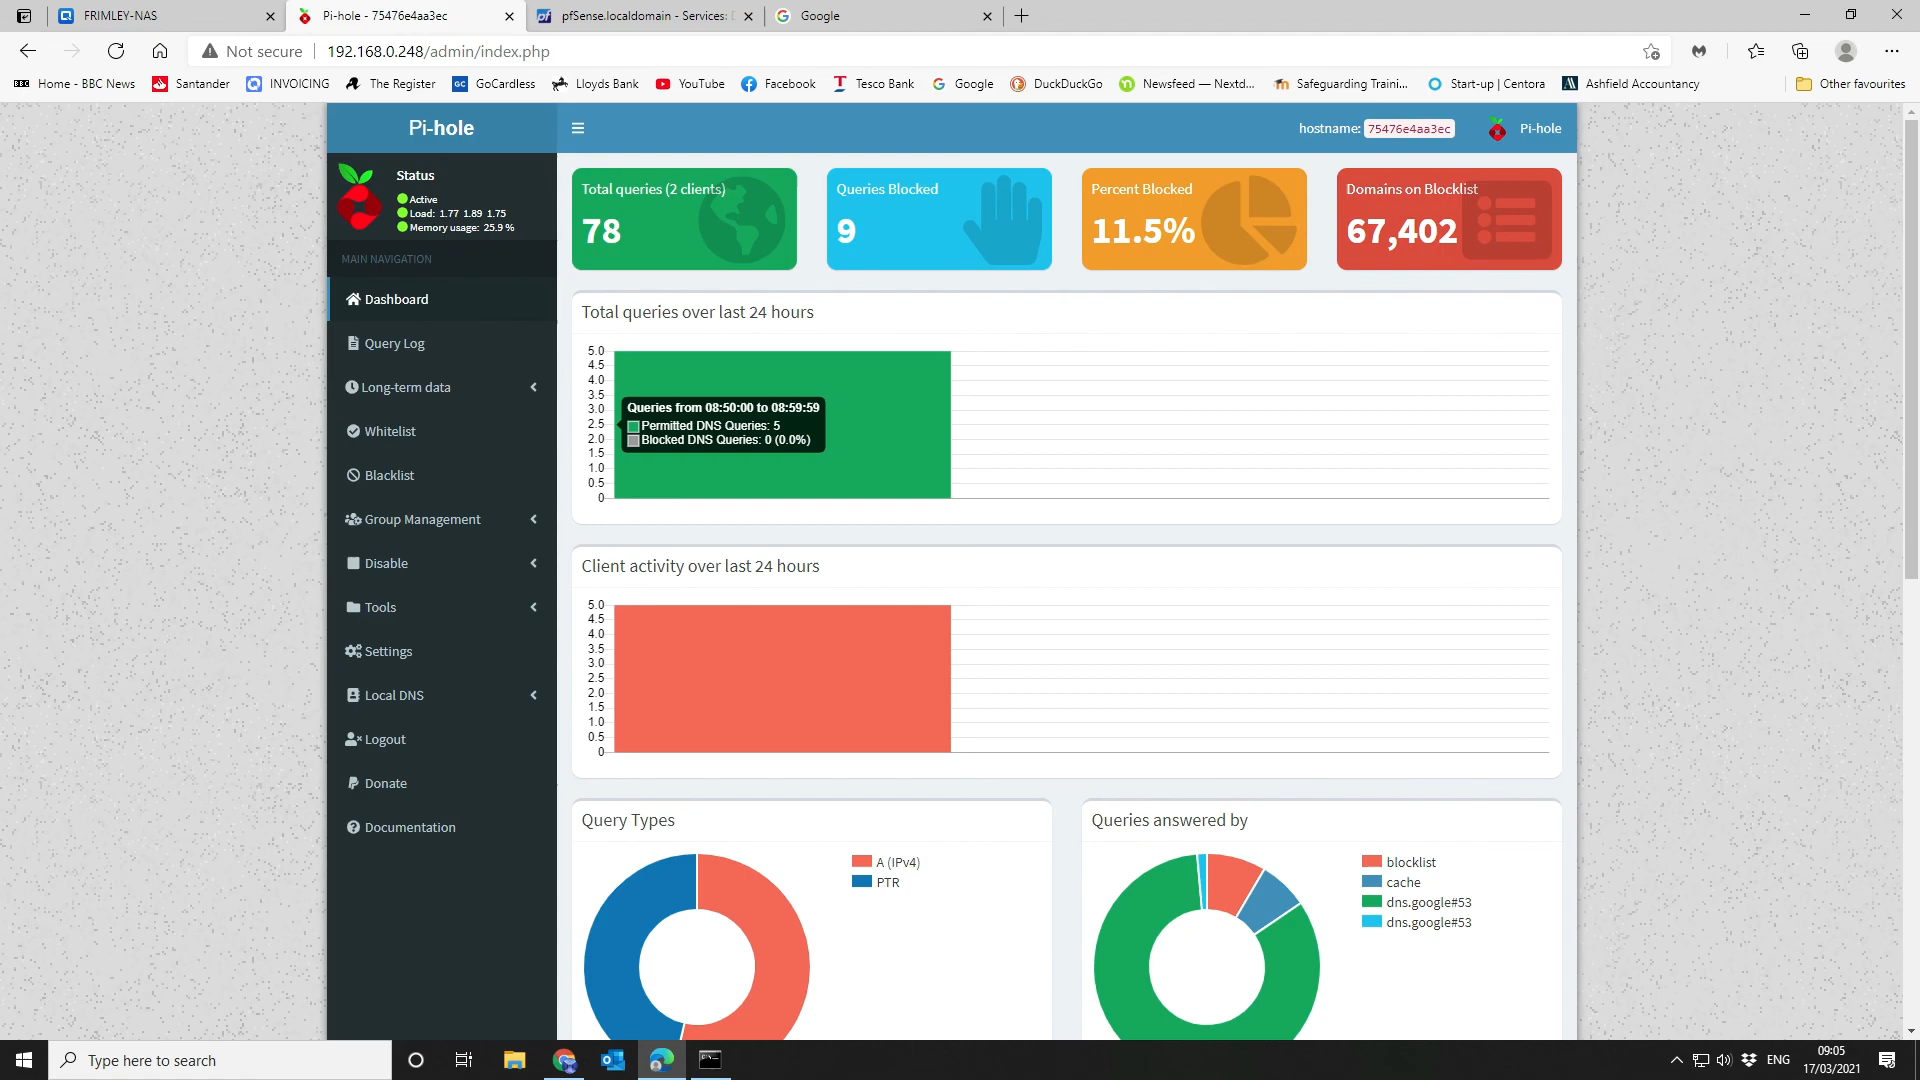 FRIMLEY-NAS
Pi-hole - 75476e4aa3ec
pfSense.localdomain - Services: D
Google
Not secure
192.168.0.248/admin/index.php
Home - BBC News
Santander
INVOICING
The Register
GoCardless
Lloyds Bank
YouTube
Facebook
Tesco Bank
Google
DuckDuckGo
Newsfeed — Nextd...
Safeguarding Traini...
Start-up | Centora
Ashfield Accountancy
Other favourites
Pi-hole
hostname: 75476e4aa3ec
Pi-hole
Status
Active
Load: 1.77 1.89 1.75
Memory usage: 25.9 %
MAIN NAVIGATION
Dashboard
Query Log
Long-term data
Whitelist
Blacklist
Group Management
Disable
Tools
Settings
Local DNS
Logout
Donate
Documentation
Total queries (2 clients)
78
Queries Blocked
9
Percent Blocked
11.5%
Domains on Blocklist
67,402
Total queries over last 24 hours
5.0
4.5
4.0
3.5
3.0
2.5
2.0
1.5
1.0
0.5
0
Queries from 08:50:00 to 08:59:59
Permitted DNS Queries: 5
Blocked DNS Queries: 0 (0.0%)
Client activity over last 24 hours
5.0
4.5
4.0
3.5
3.0
2.5
2.0
1.5
1.0
0.5
0
Query Types
A (IPv4)
PTR
Queries answered by
blocklist
cache
dns.google#53
dns.google#53
Type here to search
ENG
09:05
17/03/2021